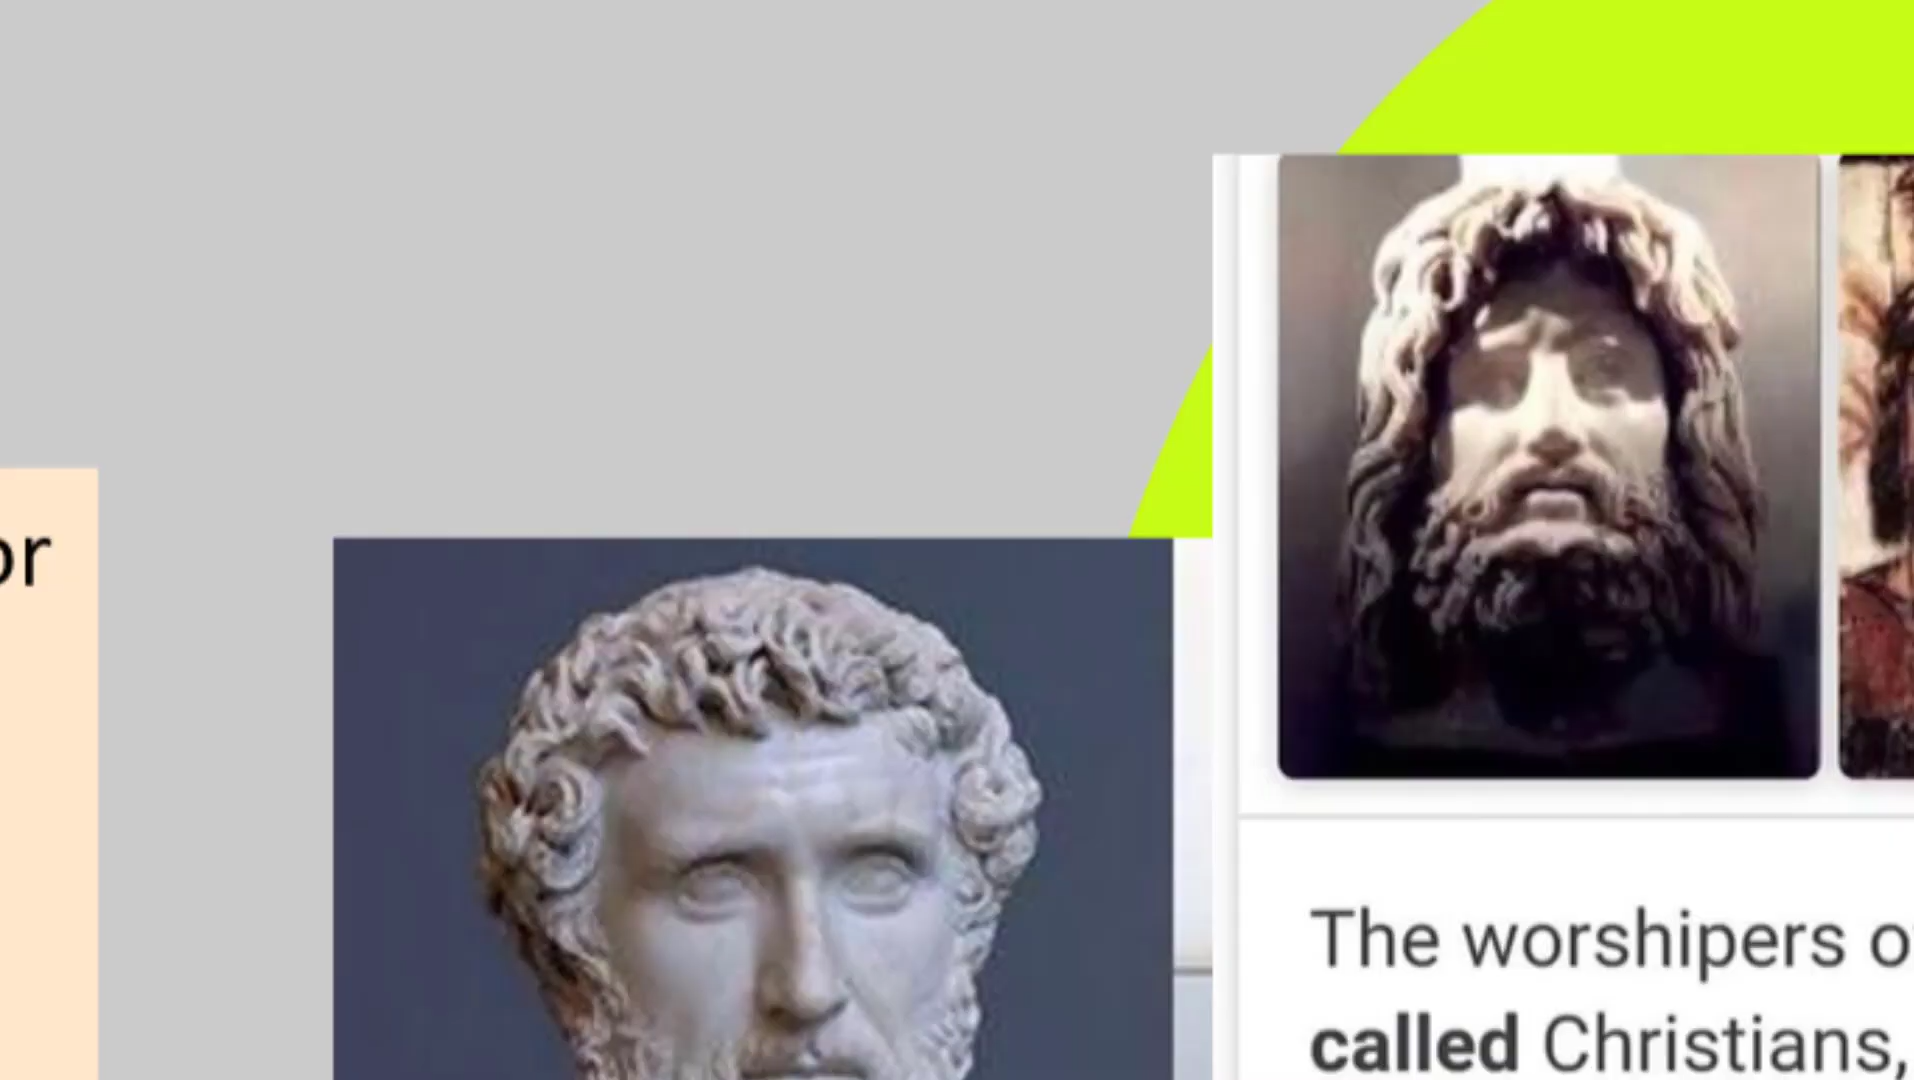 or
The worshipers o
called Christians,